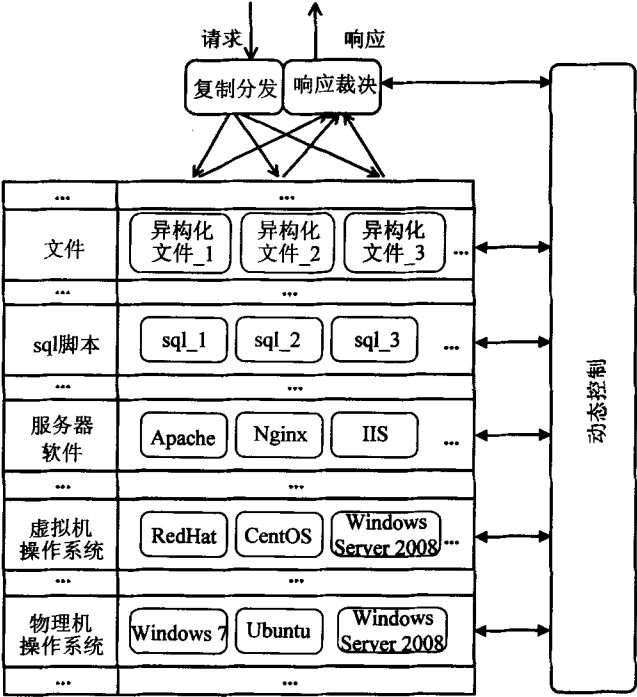 请求
响应
复制分发
响应裁决
...
...
文件
异构化
文件_1
异构化
文件_2
异构化
文件_3
...
...
...
sql脚本
sql_1
sql_2
sql_3
...
...
...
服务器
软件
Apache
Nginx
IIS
...
...
...
虚拟机
操作系统
RedHat
CentOS
Windows
Server 2008
...
...
...
物理机
操作系统
Windows 7
Ubuntu
Windows
Server 2008
...
...
动态控制